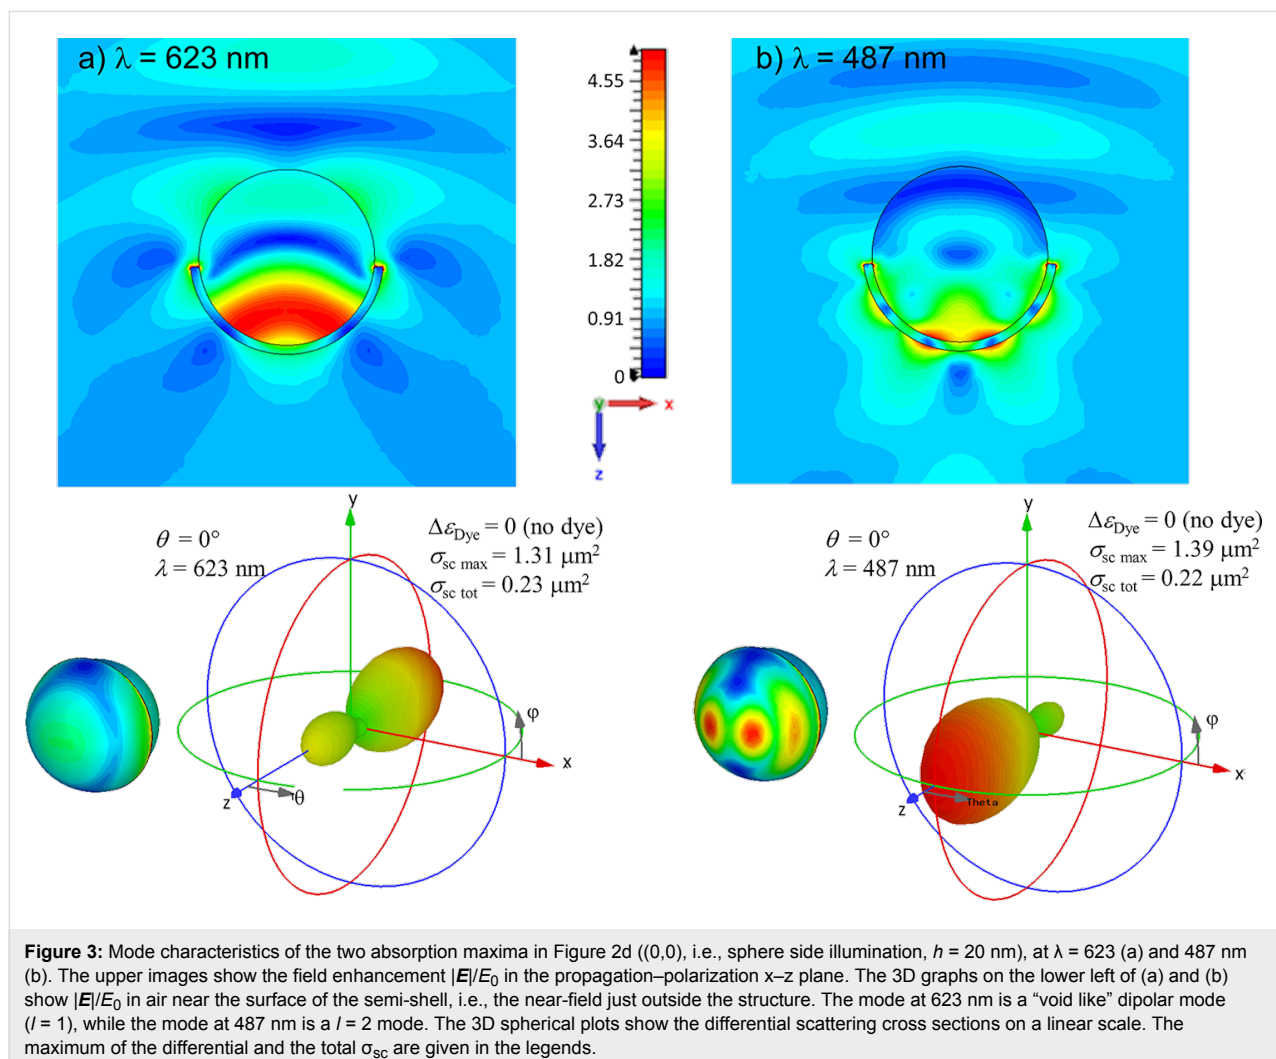 a) λ = 623 nm
b) λ = 487 nm
4.55
3.64
2.73
1.82
0.91
0
y
x
z
y
θ = 0°
λ = 623 nm
Δε_Dye = 0 (no dye)
σ_sc max = 1.31 μm²
σ_sc tot = 0.23 μm²
φ
x
z
θ
y
θ = 0°
λ = 487 nm
Δε_Dye = 0 (no dye)
σ_sc max = 1.39 μm²
σ_sc tot = 0.22 μm²
φ
x
z
Theta
Figure 3: Mode characteristics of the two absorption maxima in Figure 2d ((0,0), i.e., sphere side illumination, h = 20 nm), at λ = 623 (a) and 487 nm
(b). The upper images show the field enhancement |E|/E₀ in the propagation–polarization x–z plane. The 3D graphs on the lower left of (a) and (b)
show |E|/E₀ in air near the surface of the semi-shell, i.e., the near-field just outside the structure. The mode at 623 nm is a “void like” dipolar mode
(l = 1), while the mode at 487 nm is a l = 2 mode. The 3D spherical plots show the differential scattering cross sections on a linear scale. The
maximum of the differential and the total σ_sc are given in the legends.